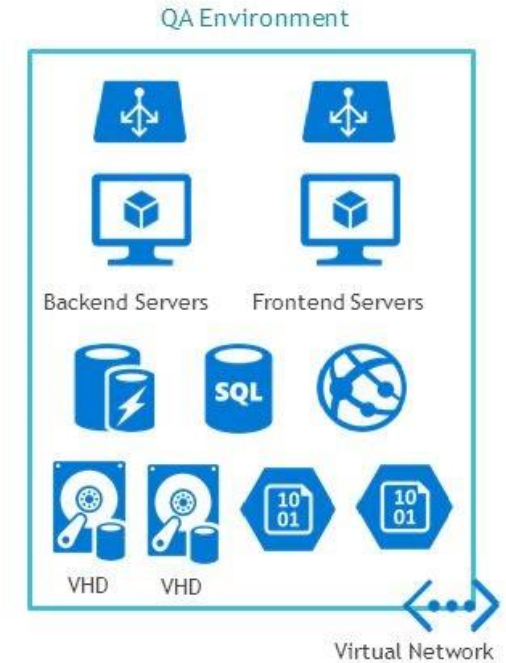 QA Environment
Backend Servers
Frontend Servers
SQL
10
01
10
01
VHD
VHD
Virtual Network